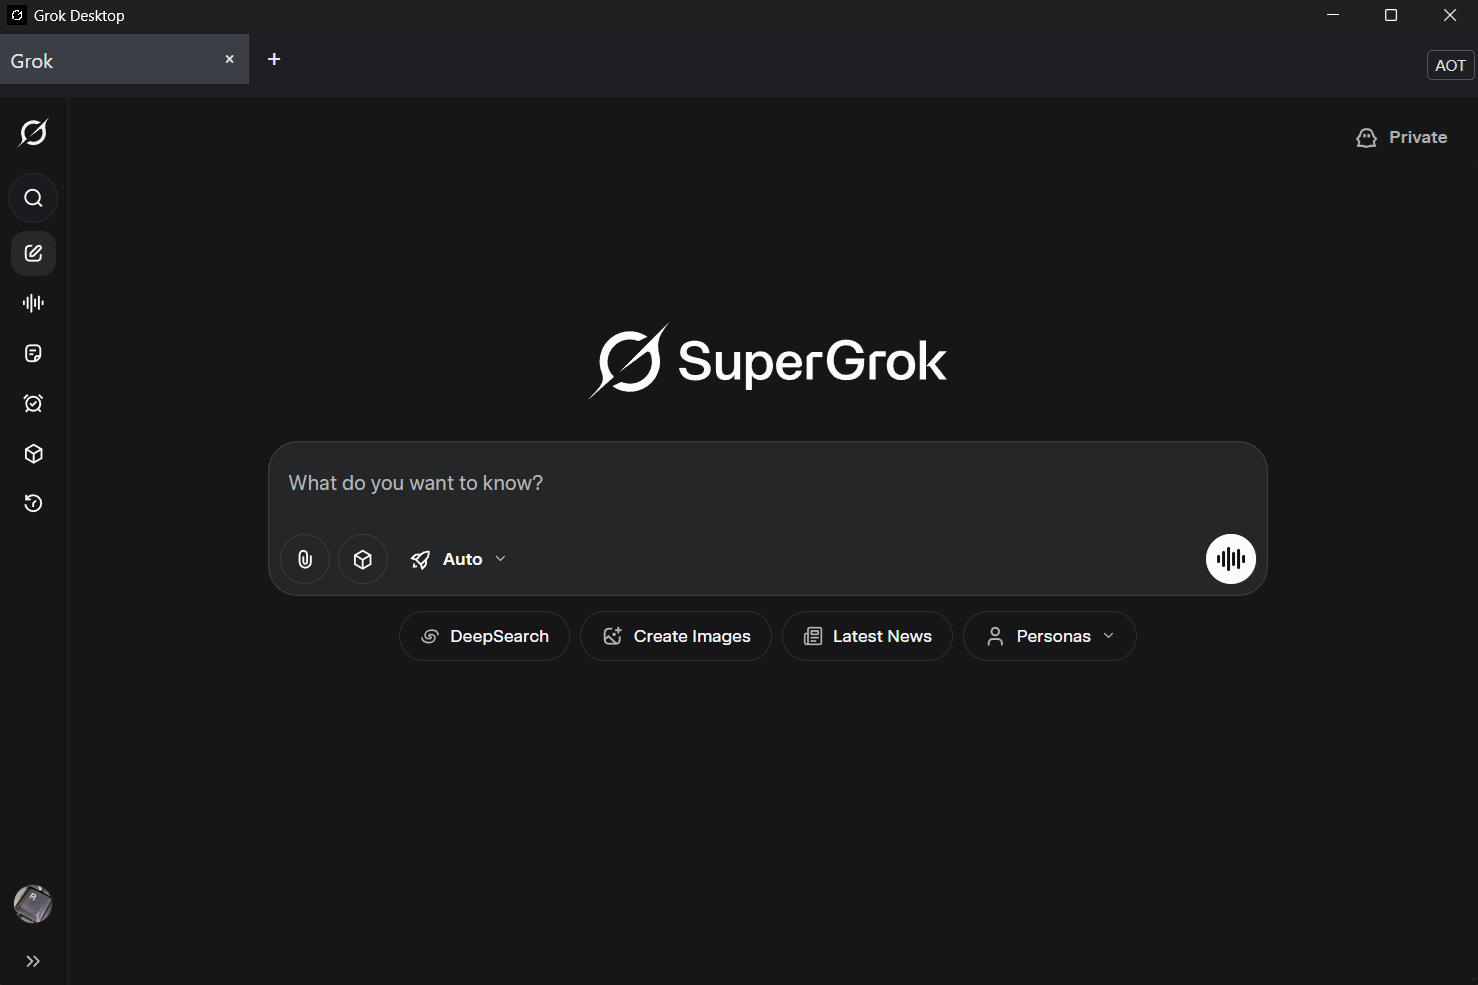 Grok Desktop
Grok
AOT
Private
SuperGrok
What do you want to know?
Auto
DeepSearch
Create Images
Latest News
Personas
R